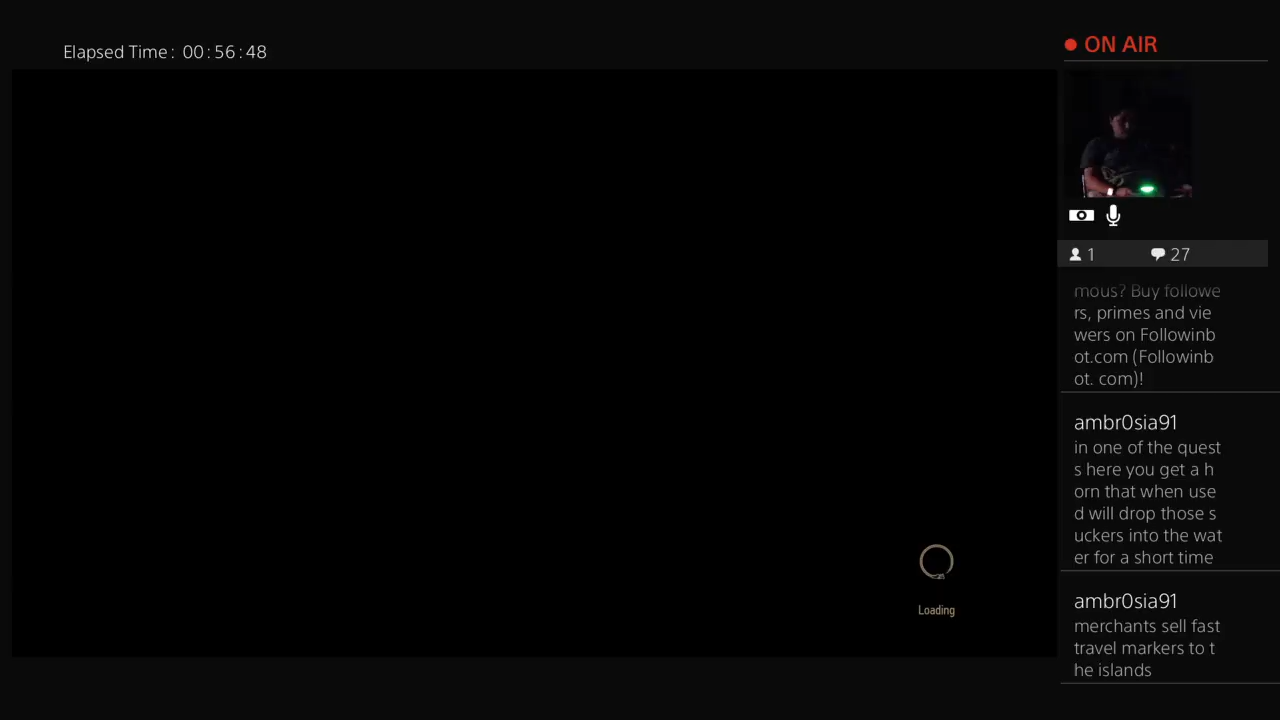 Elapsed Time: 00:56:48
ON AIR
1 27
mous? Buy followe
rs, primes and vie
wers on Followinb
ot.com (Followinb
ot. com)!
ambr0sia91
in one of the quest
s here you get a h
orn that when use
d will drop those s
uckers into the wat
er for a short time
ambr0sia91
merchants sell fast
travel markers to t
he islands
Loading